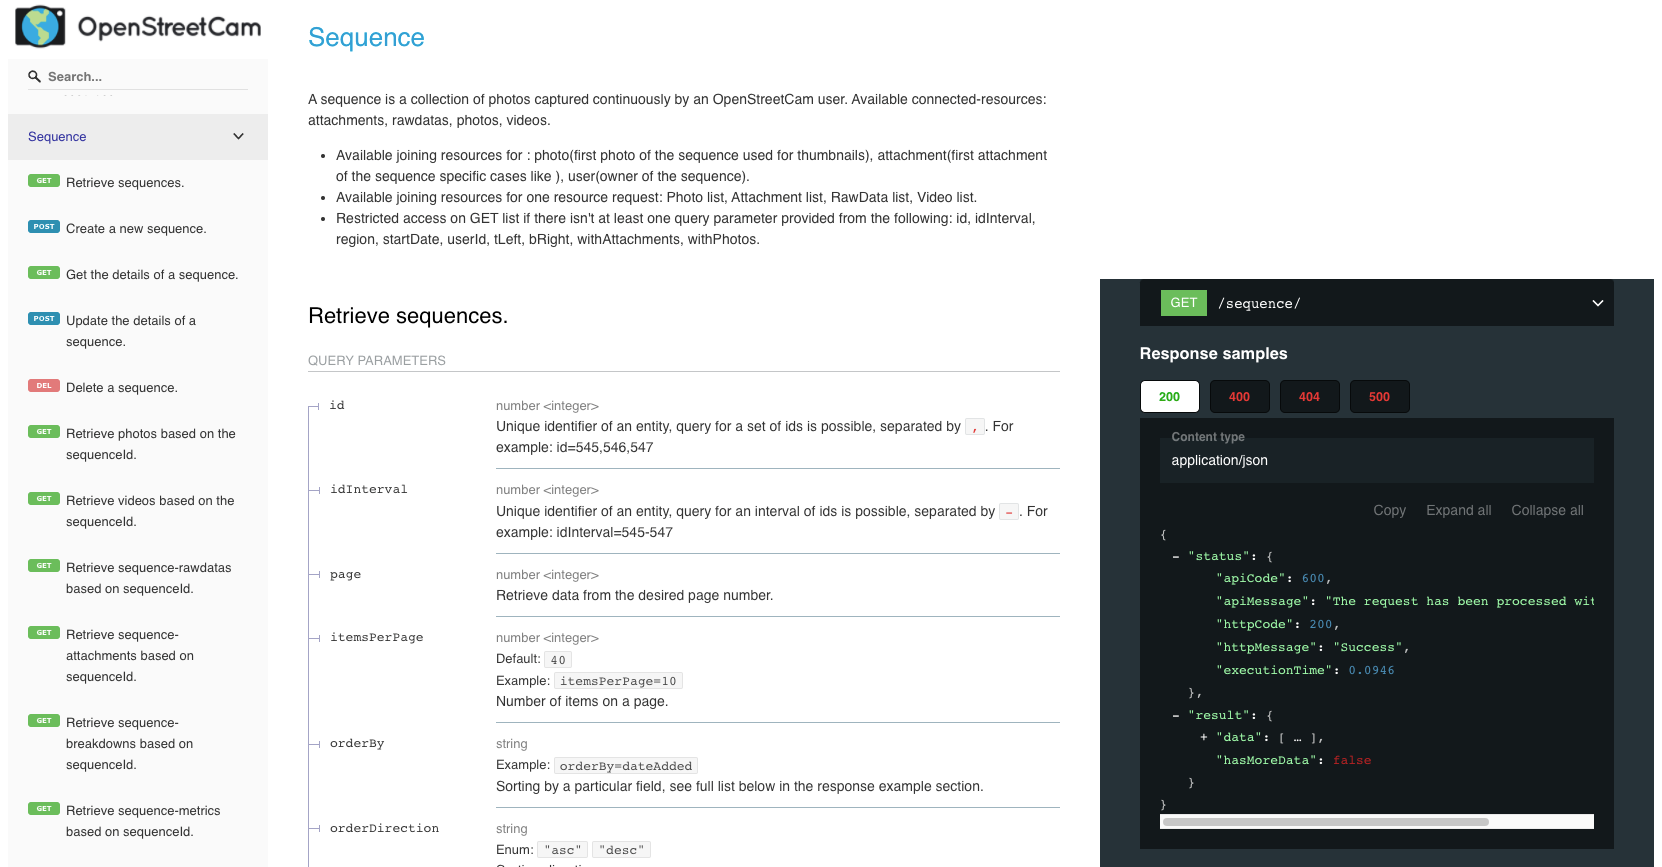 OpenStreetCam
Search...
Sequence
GET Retrieve sequences.
POST Create a new sequence.
GET Get the details of a sequence.
POST Update the details of a
sequence.
DEL Delete a sequence.
GET Retrieve photos based on the
sequenceId.
GET Retrieve videos based on the
sequenceId.
GET Retrieve sequence-rawdatas
based on sequenceId.
GET Retrieve sequence-
attachments based on
sequenceId.
GET Retrieve sequence-
breakdowns based on
sequenceId.
GET Retrieve sequence-metrics
based on sequenceId.
Sequence
A sequence is a collection of photos captured continuously by an OpenStreetCam user. Available connected-resources:
attachments, rawdatas, photos, videos.
• Available joining resources for : photo(first photo of the sequence used for thumbnails), attachment(first attachment
of the sequence specific cases like ), user(owner of the sequence).
• Available joining resources for one resource request: Photo list, Attachment list, RawData list, Video list.
• Restricted access on GET list if there isn't at least one query parameter provided from the following: id, idInterval,
region, startDate, userId, tLeft, bRight, withAttachments, withPhotos.
Retrieve sequences.
QUERY PARAMETERS
id number <integer>
Unique identifier of an entity, query for a set of ids is possible, separated by , . For
example: id=545,546,547
idInterval number <integer>
Unique identifier of an entity, query for an interval of ids is possible, separated by - . For
example: idInterval=545-547
page number <integer>
Retrieve data from the desired page number.
itemsPerPage number <integer>
Default: 40
Example: itemsPerPage=10
Number of items on a page.
orderBy string
Example: orderBy=dateAdded
Sorting by a particular field, see full list below in the response example section.
orderDirection string
Enum: "asc" "desc"
GET /sequence/
Response samples
200 400 404 500
Content type
application/json
Copy Expand all Collapse all
{
- "status": {
"apiCode": 600,
"apiMessage": "The request has been processed wit
"httpCode": 200,
"httpMessage": "Success",
"executionTime": 0.0946
},
- "result": {
+ "data": [ … ],
"hasMoreData": false
}
}